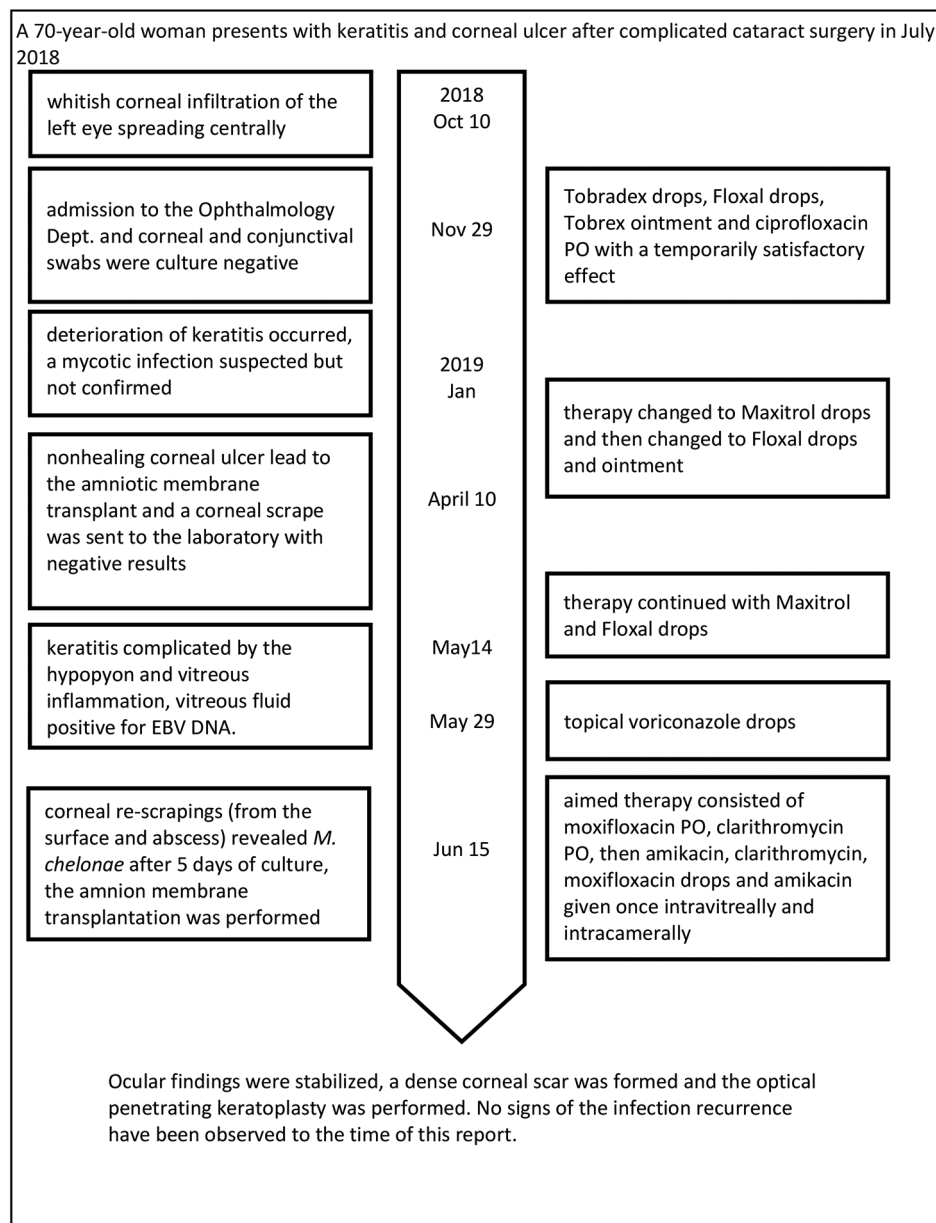 A 70-year-old woman presents with keratitis and corneal ulcer after complicated cataract surgery in July
2018
whitish corneal infiltration of the
left eye spreading centrally
2018
Oct 10
admission to the Ophthalmology
Dept. and corneal and conjunctival
swabs were culture negative
Nov 29
Tobradex drops, Floxal drops,
Tobrex ointment and ciprofloxacin
PO with a temporarily satisfactory
effect
deterioration of keratitis occurred,
a mycotic infection suspected but
not confirmed
2019
Jan
therapy changed to Maxitrol drops
and then changed to Floxal drops
and ointment
nonhealing corneal ulcer lead to
the amniotic membrane
transplant and a corneal scrape
was sent to the laboratory with
negative results
April 10
therapy continued with Maxitrol
and Floxal drops
keratitis complicated by the
hypopyon and vitreous
inflammation, vitreous fluid
positive for EBV DNA.
May14
May 29
topical voriconazole drops
corneal re-scrapings (from the
surface and abscess) revealed M.
chelonae after 5 days of culture,
the amnion membrane
transplantation was performed
Jun 15
aimed therapy consisted of
moxifloxacin PO, clarithromycin
PO, then amikacin, clarithromycin,
moxifloxacin drops and amikacin
given once intravitreally and
intracamerally
Ocular findings were stabilized, a dense corneal scar was formed and the optical
penetrating keratoplasty was performed. No signs of the infection recurrence
have been observed to the time of this report.